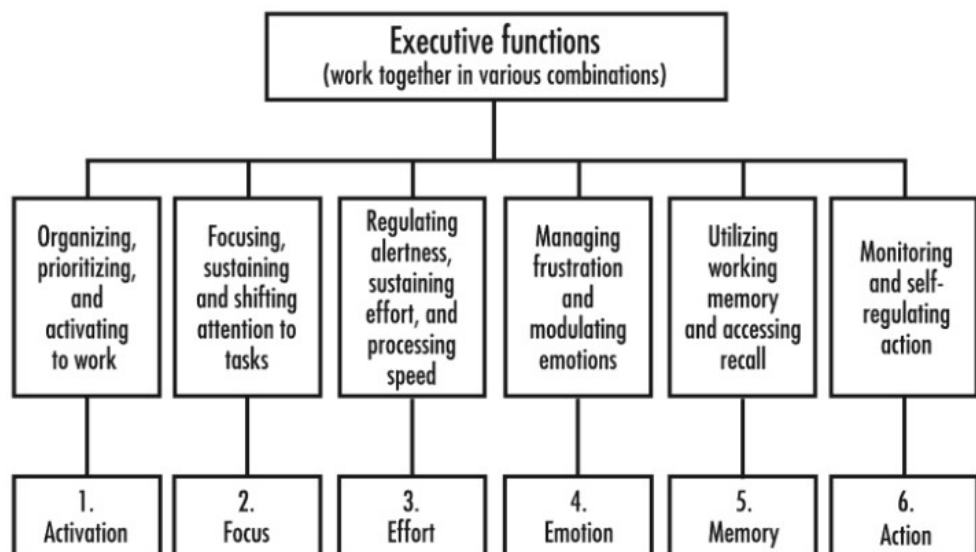 Executive functions
(work together in various combinations)
Organizing,
prioritizing,
and
activating
to work
Focusing,
sustaining
and shifting
attention to
tasks
Regulating
alertness,
sustaining
effort, and
processing
speed
Managing
frustration
and
modulating
emotions
Utilizing
working
memory
and accessing
recall
Monitoring
and self-
regulating
action
1.
Activation
2.
Focus
3.
Effort
4.
Emotion
5.
Memory
6.
Action